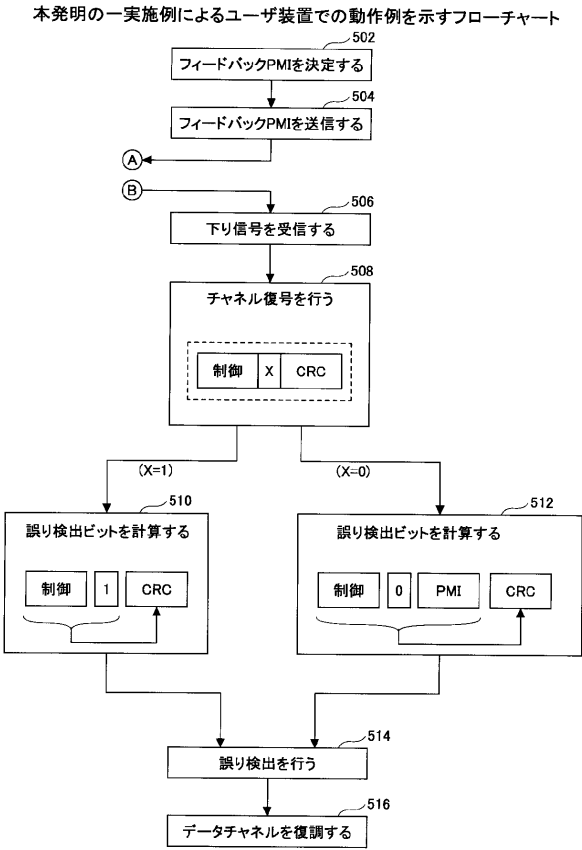 本発明の一実施例によるユーザ装置での動作例を示すフローチャート
502
フィードバックPMIを決定する
504
フィードバックPMIを送信する
A
B
506
下り信号を受信する
508
チャネル復号を行う
制御 X CRC
(X=1)
(X=0)
510
誤り検出ビットを計算する
制御 1 CRC
512
誤り検出ビットを計算する
制御 0 PMI CRC
514
誤り検出を行う
516
データチャネルを復調する